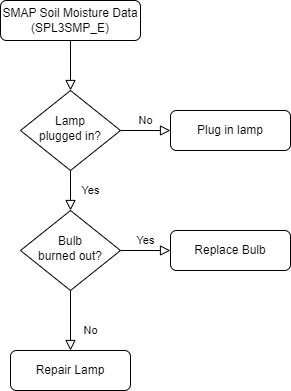 SMAP Soil Moisture Data
(SPL3SMP_E)
Lamp
plugged in?
No
Plug in lamp
Yes
Bulb
burned out?
Yes
Replace Bulb
No
Repair Lamp